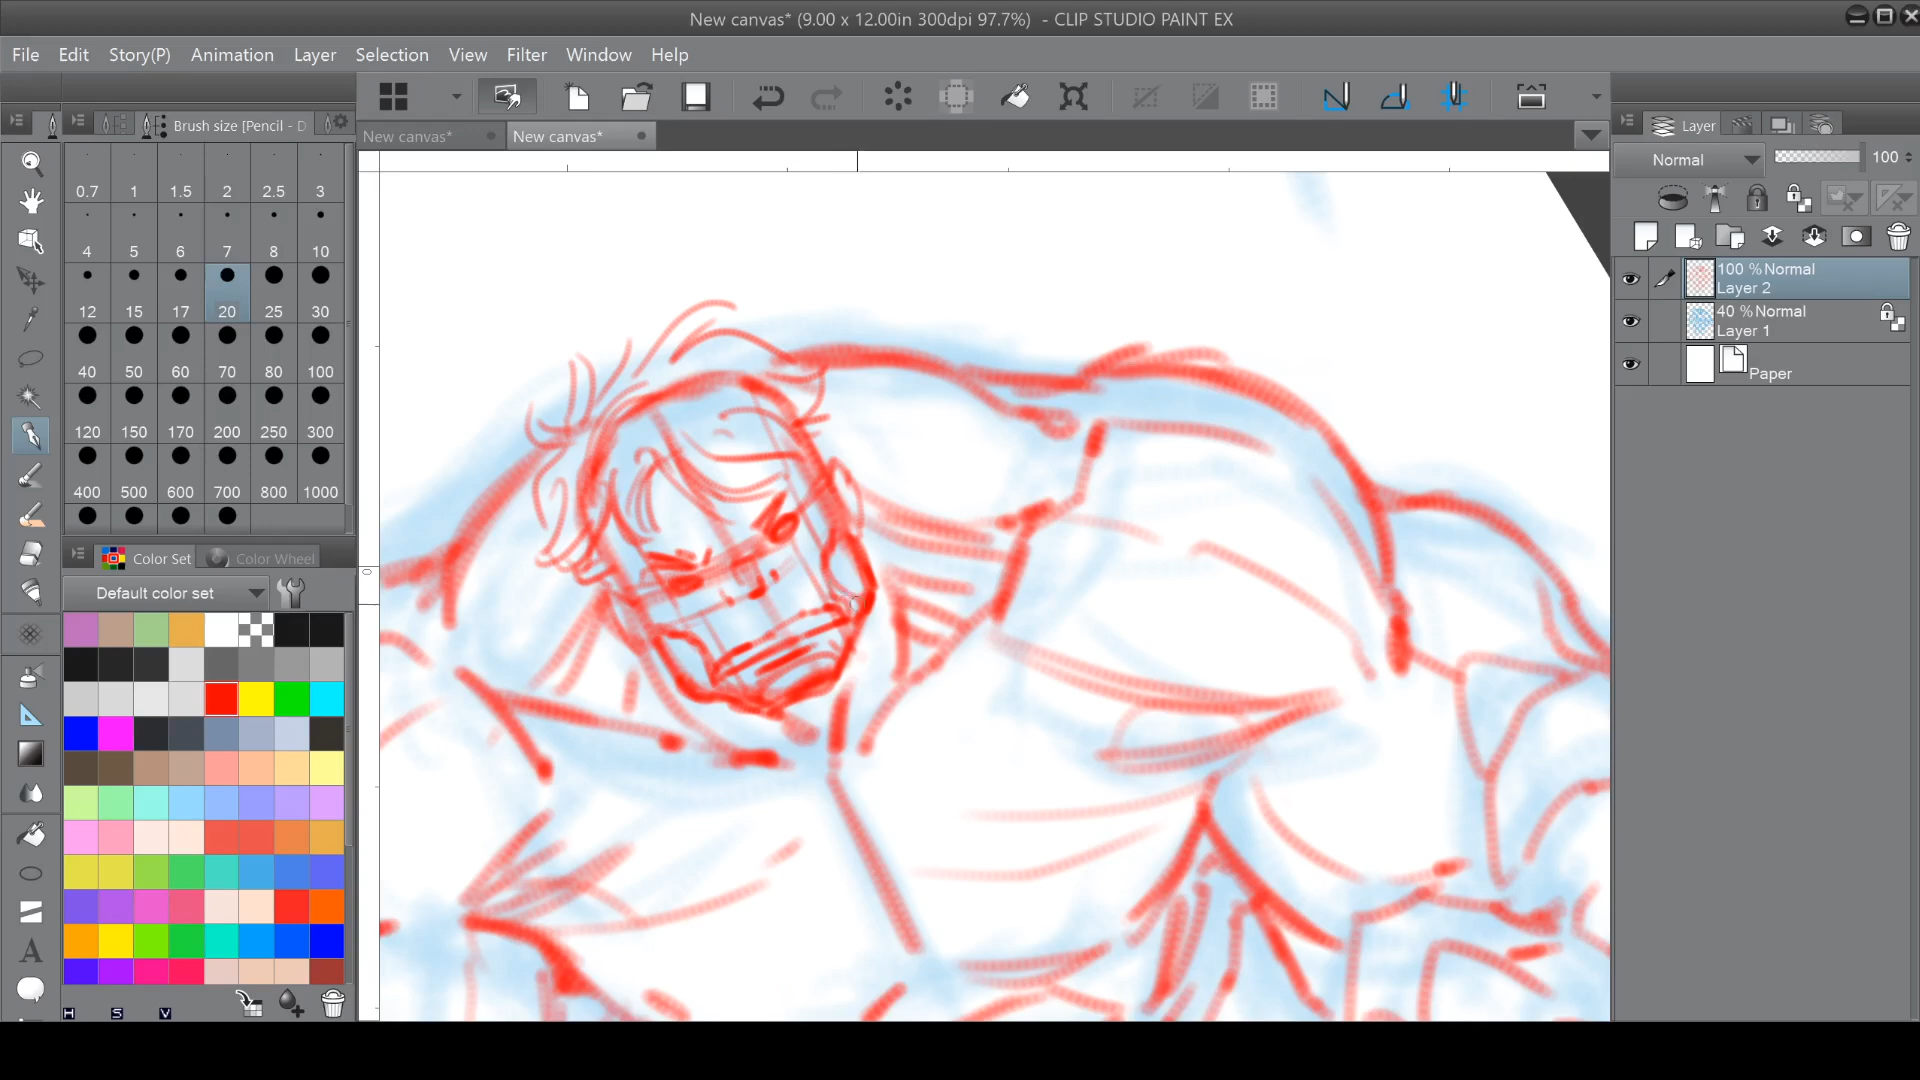 New canvas* (9.00 x 12.00in 300dpi 97.7%) - CLIP STUDIO PAINT EX
File Edit Story(P) Animation Layer Selection View Filter Window Help
Brush size [Pencil - D
New canvas* New canvas*
Layer
Normal 100
0.7 1 1.5 2 2.5 3
4 5 6 7 8 10
12 15 17 20 25 30
40 50 60 70 80 100
120 150 170 200 250 300
400 500 600 700 800 1000
100 %Normal
Layer 2
40 %Normal
Layer 1
Paper
Color Set Color Wheel
Default color set
H S V